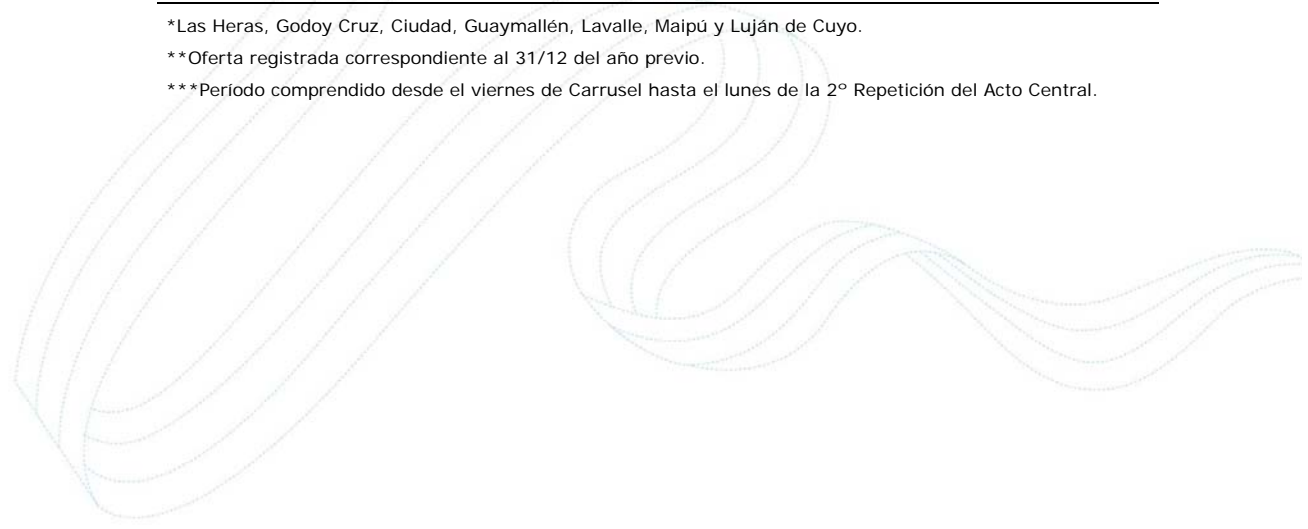 *Las Heras, Godoy Cruz, Ciudad, Guaymallén, Lavalle, Maipú y Luján de Cuyo.
**Oferta registrada correspondiente al 31/12 del año previo.
***Período comprendido desde el viernes de Carrusel hasta el lunes de la 2º Repetición del Acto Central.